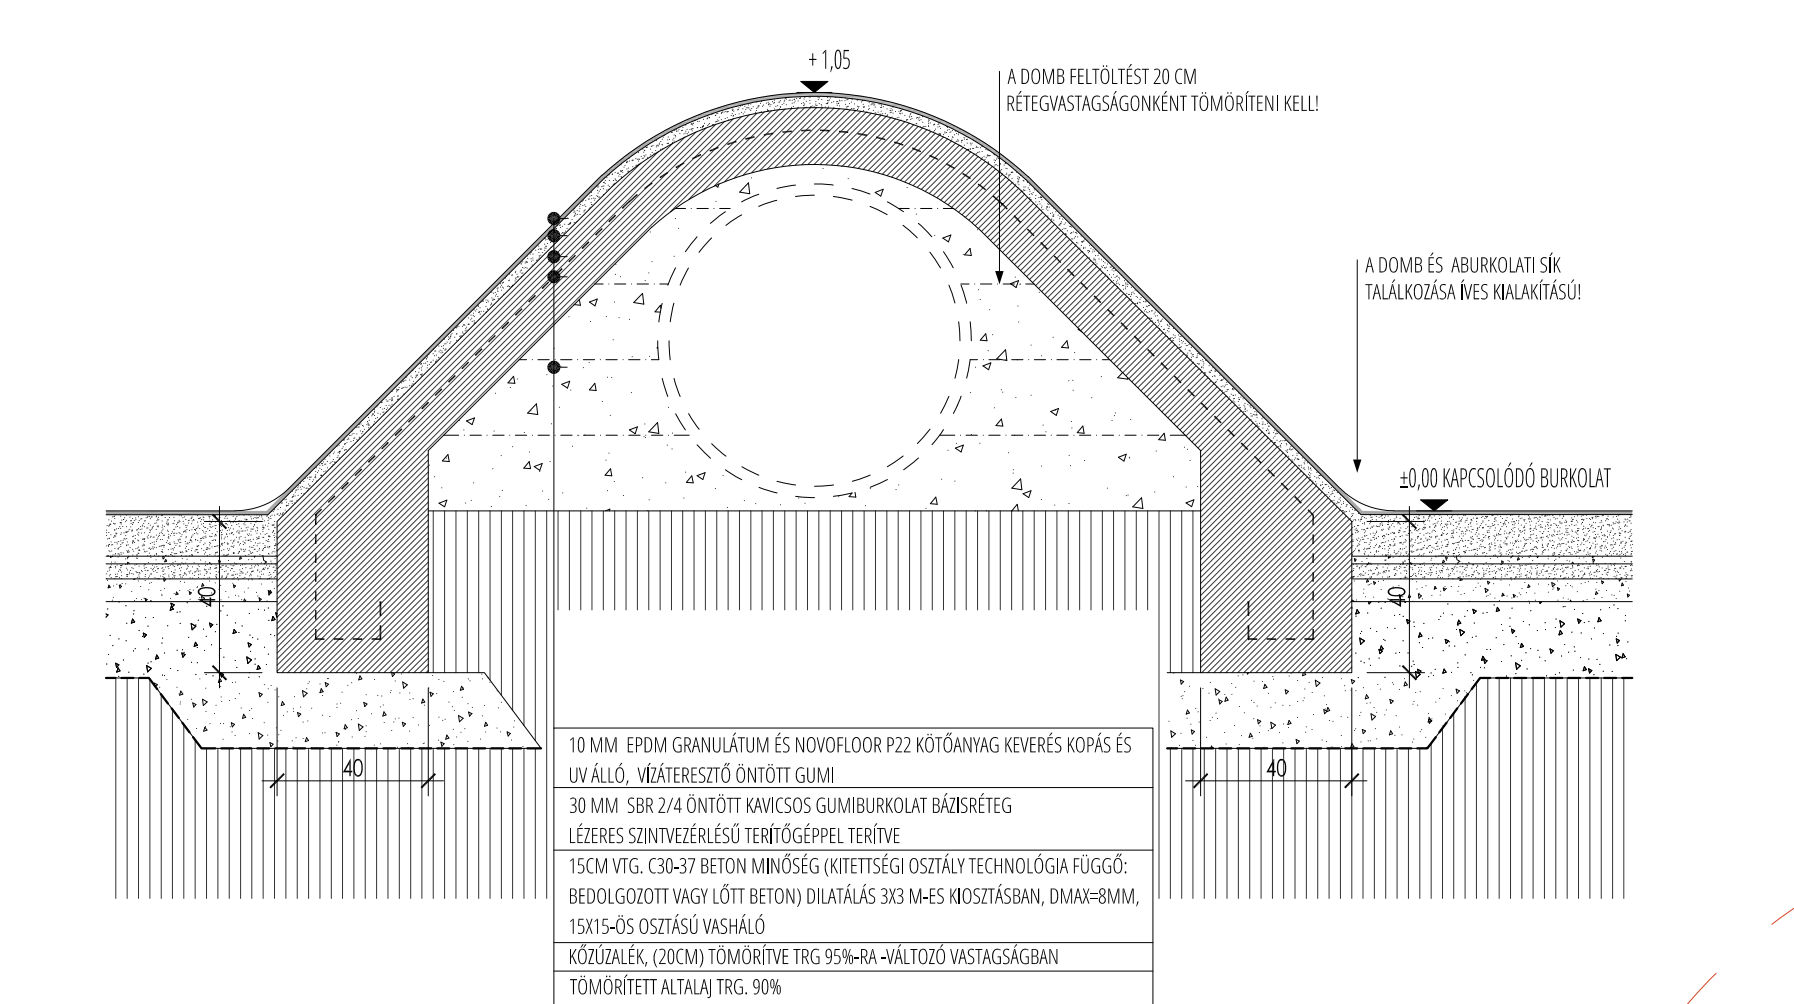 + 1,05
A DOMB FELTÖLTÉST 20 CM
RÉTEGVASTAGSÁGONKÉNT TÖMÖRÍTENI KELL!
A DOMB ÉS ABURKOLATI SÍK
TALÁLKOZÁSA ÍVES KIALAKÍTÁSÚ!
±0,00 KAPCSOLÓDÓ BURKOLAT
40
40
40
40
10 MM EPDM GRANULÁTUM ÉS NOVOFLOOR P22 KÖTŐANYAG KEVERÉS KOPÁS ÉS
UV ÁLLÓ, VÍZÁTERESZTŐ ÖNTÖTT GUMI
30 MM SBR 2/4 ÖNTÖTT KAVICSOS GUMIBURKOLAT BÁZISRÉTEG
LÉZERES SZINTVEZÉRLÉSŰ TERÍTŐGÉPPEL TERÍTVE
15CM VTG. C30-37 BETON MINŐSÉG (KITETTSÉGI OSZTÁLY TECHNOLÓGIA FÜGGŐ:
BEDOLGOZOTT VAGY LŐTT BETON) DILATÁLÁS 3X3 M-ES KIOSZTÁSBAN, DMAX=8MM,
15X15-ÖS OSZTÁSÚ VASHÁLÓ
KŐZÚZALÉK, (20CM) TÖMÖRÍTVE TRG 95%-RA -VÁLTOZÓ VASTAGSÁGBAN
TÖMÖRÍTETT ALTALAJ TRG. 90%